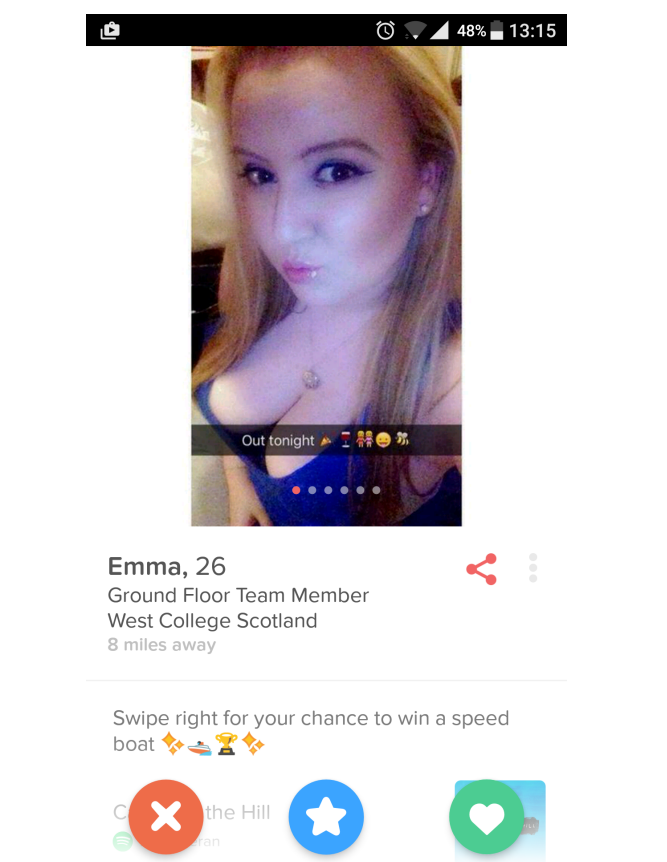 48% 13:15
Out tonight 🎉 🍷 👯 😄 🐝
Emma, 26
Ground Floor Team Member
West College Scotland
8 miles away
Swipe right for your chance to win a speed
boat ✨🚤🏆✨
the Hill